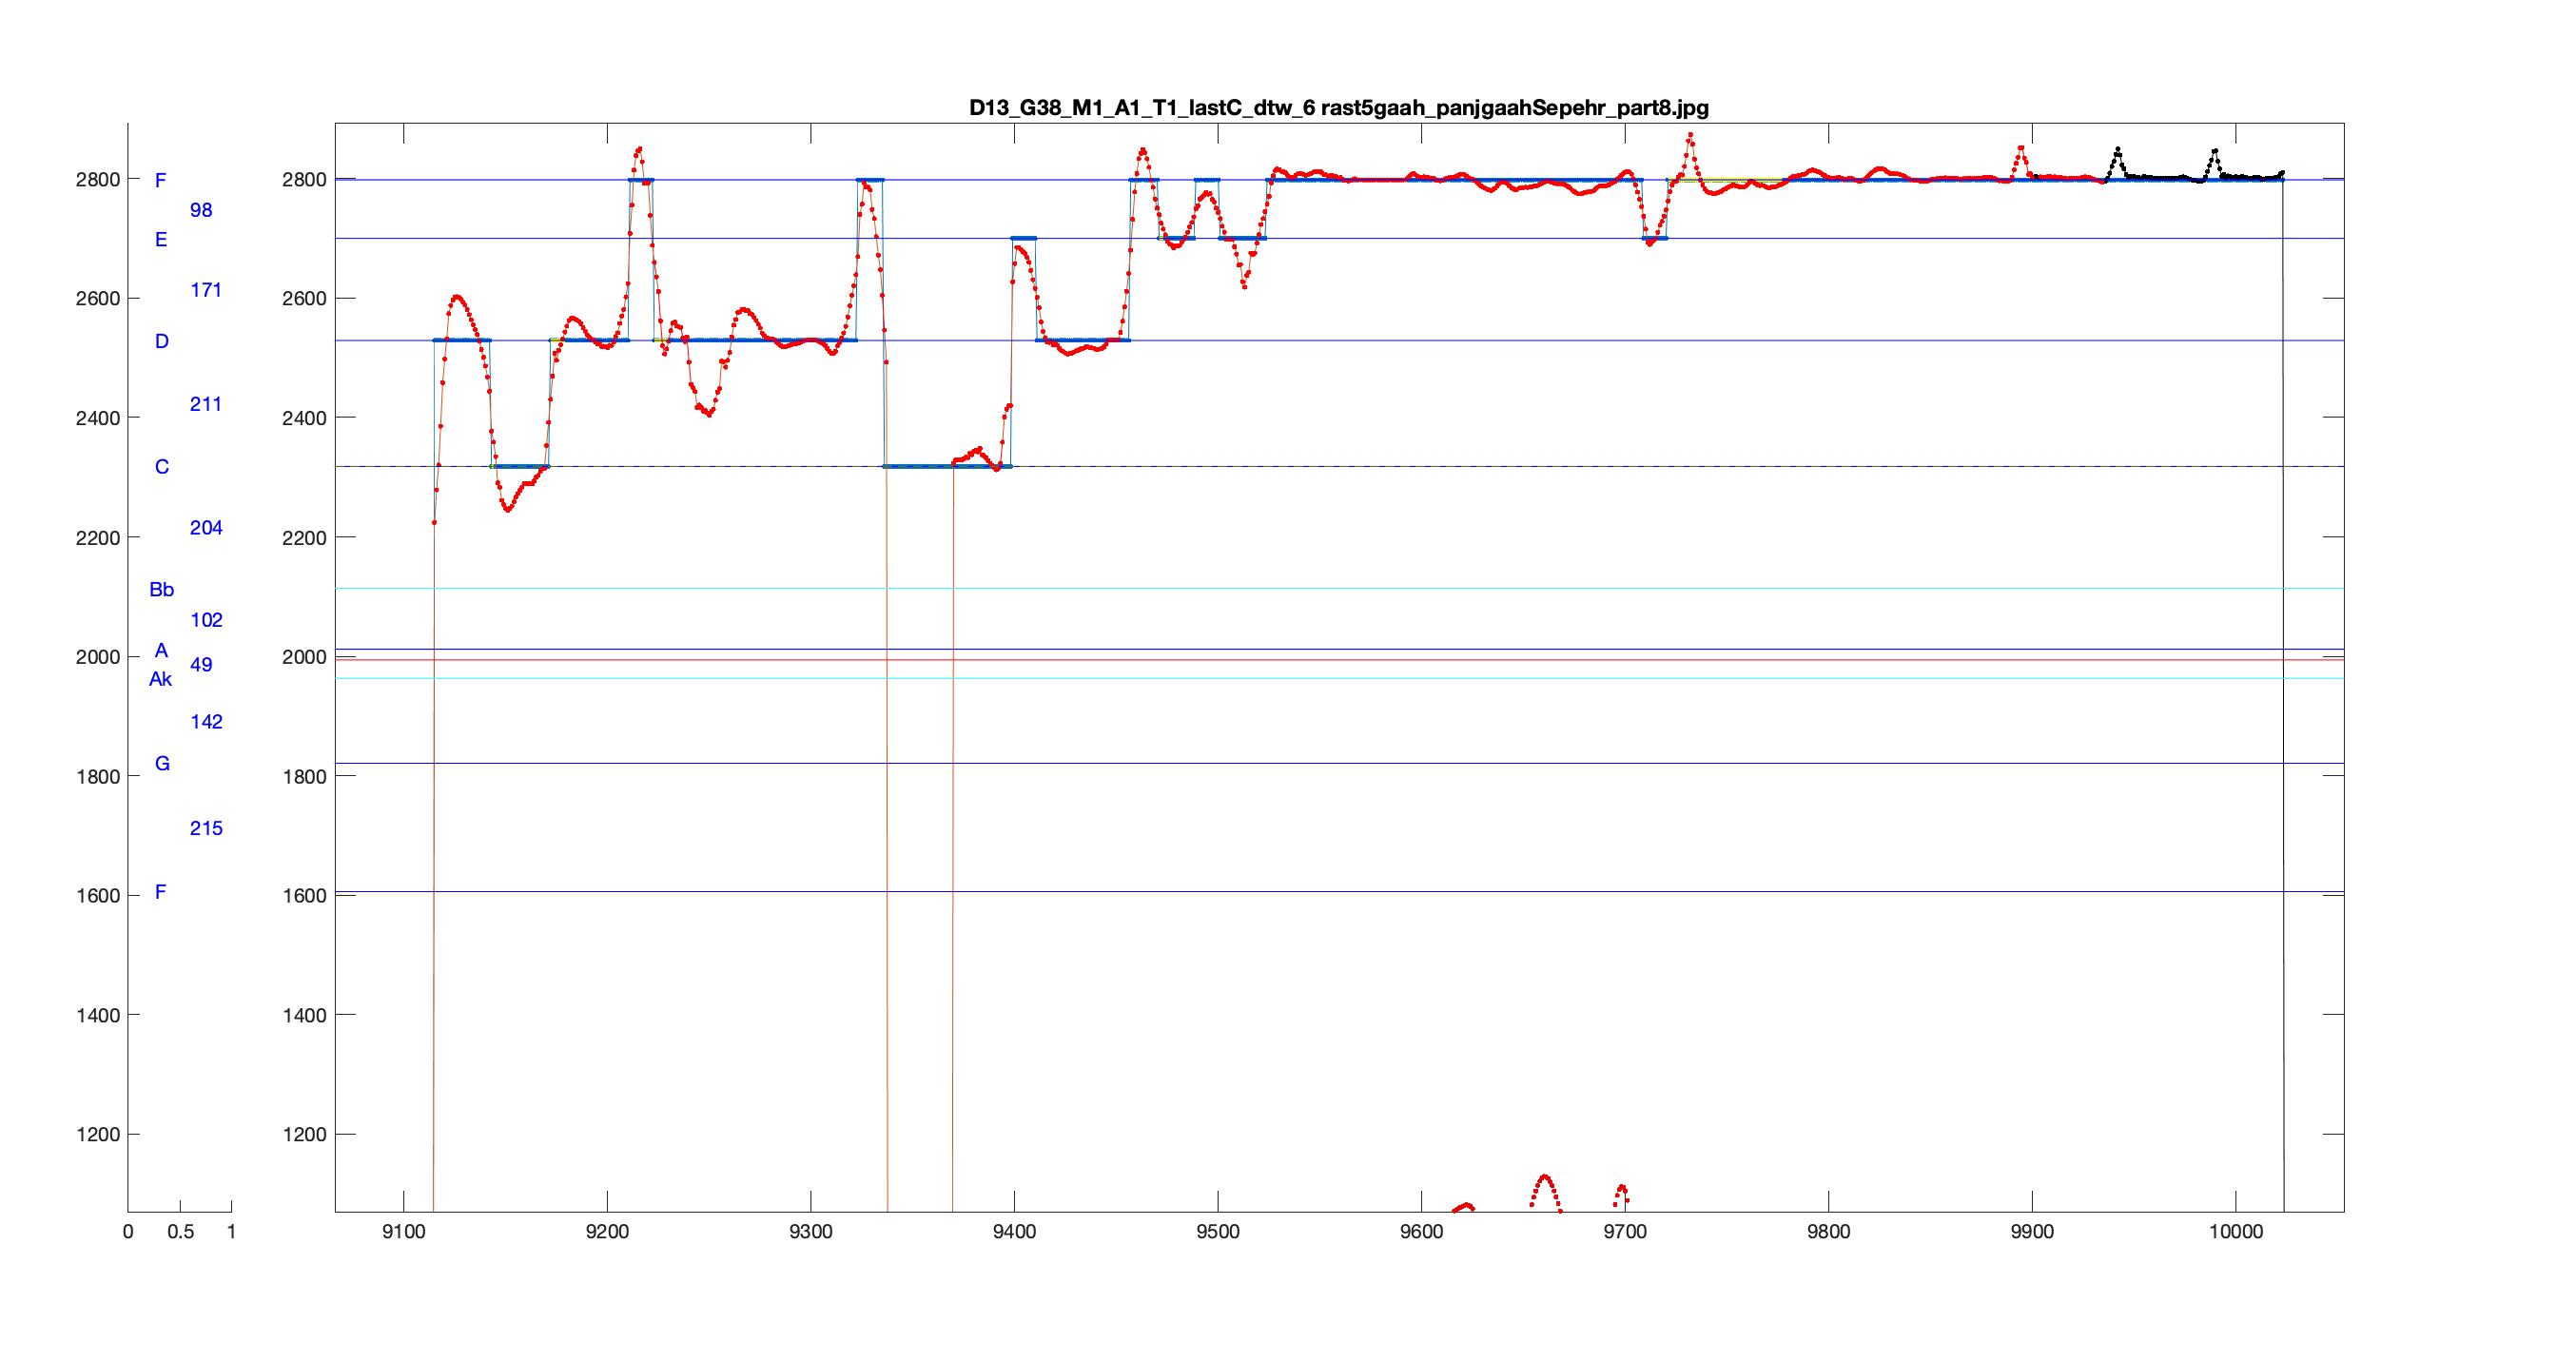 D13_G38_M1_A1_T1_lastC_dtw_6 rast5gaah_panjgaahSepehr_part8.jpg
2800 F 2800
98
E
171
2600 2600
D
211
2400 2400
C
204
2200 2200
Bb
102
A
2000 49 2000
Ak
142
G
1800 1800
215
F
1600 1600
1400 1400
1200 1200
0 0.5 1 9100 9200 9300 9400 9500 9600 9700 9800 9900 10000